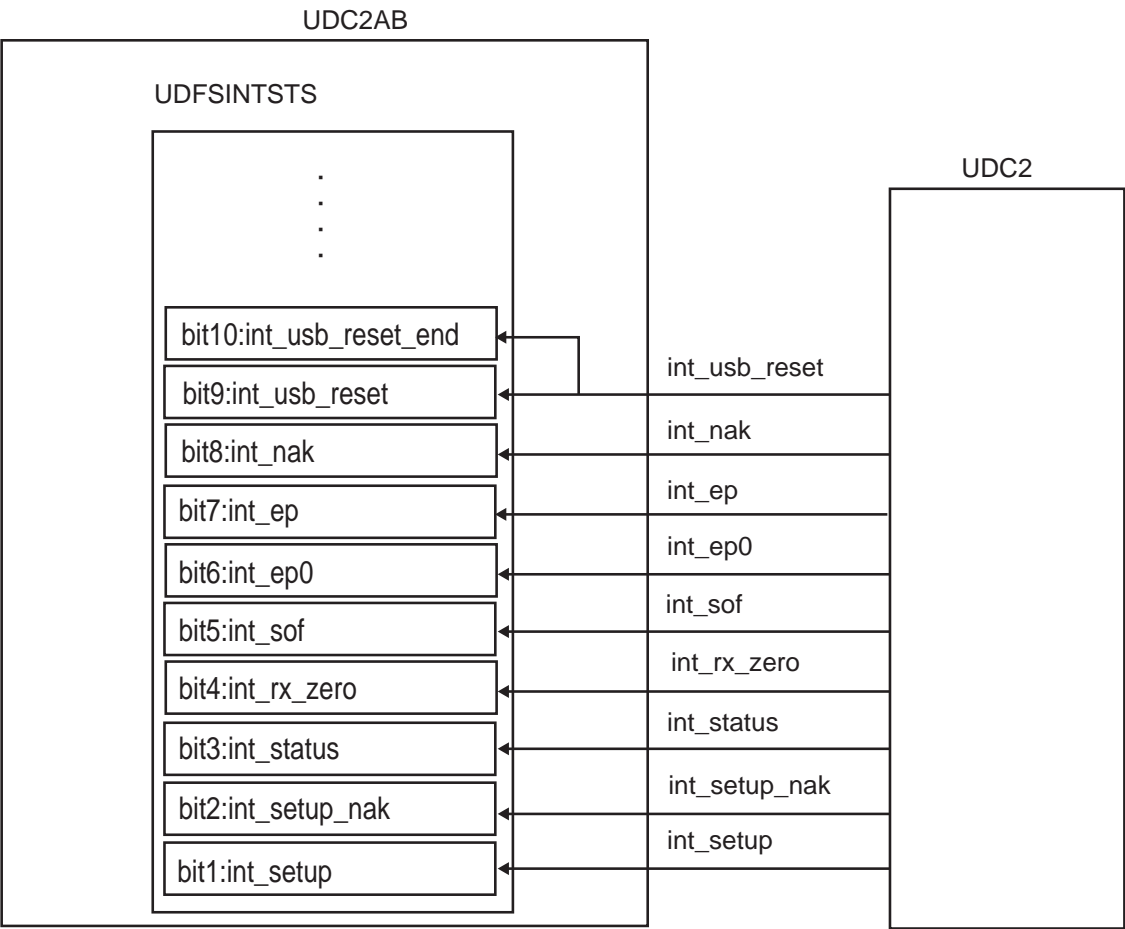 UDC2AB
UDFSINTSTS
.
.
.
.
UDC2
bit10:int_usb_reset_end
bit9:int_usb_reset
bit8:int_nak
bit7:int_ep
bit6:int_ep0
bit5:int_sof
bit4:int_rx_zero
bit3:int_status
bit2:int_setup_nak
bit1:int_setup
int_usb_reset
int_nak
int_ep
int_ep0
int_sof
int_rx_zero
int_status
int_setup_nak
int_setup